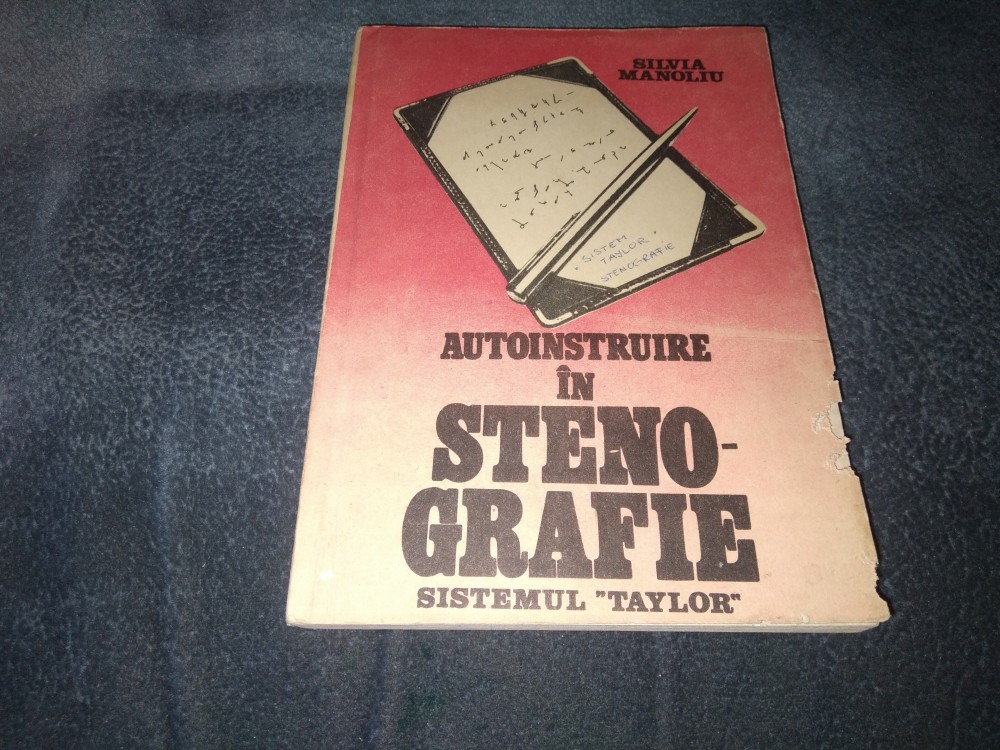 SILVIA
MANOLIU
"SISTEM
TAYLOR"
STENOGRAFIE
AUTOINSTRUIRE
ÎN
STENO-
GRAFIE
SISTEMUL "TAYLOR"